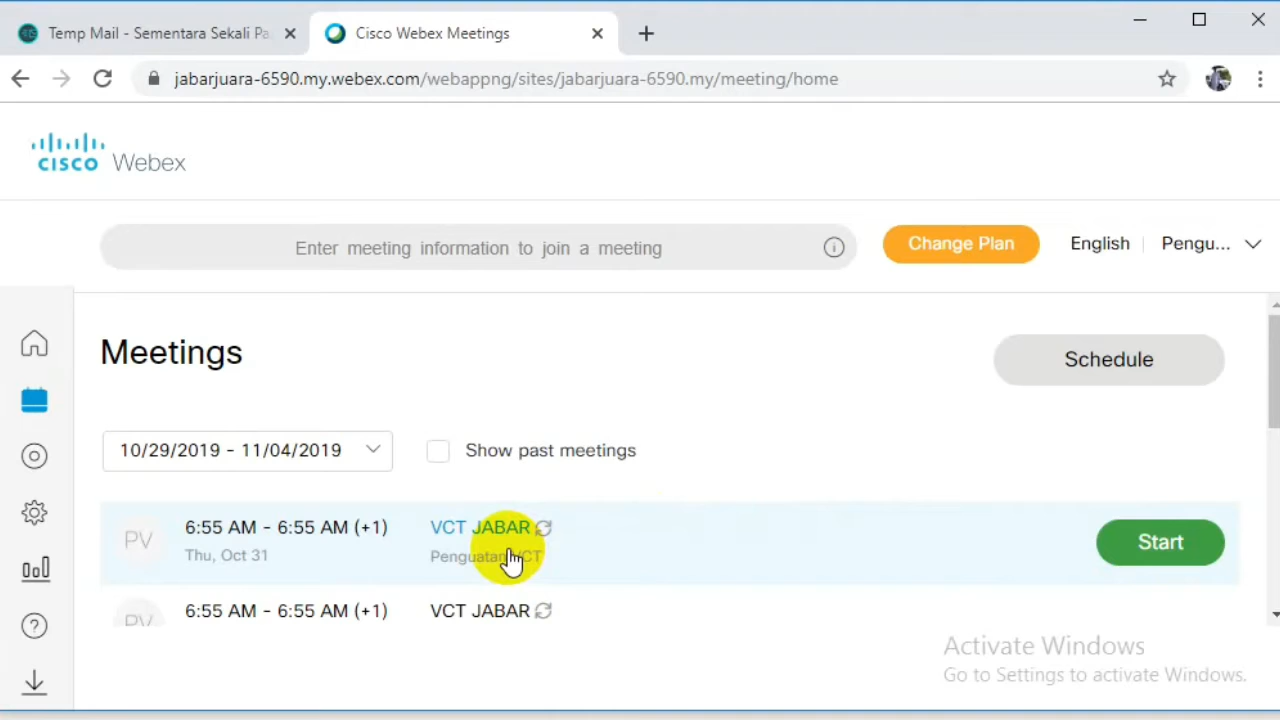 Temp Mail - Sementara Sekali Pa
Cisco Webex Meetings
jabarjuara-6590.my.webex.com/webappng/sites/jabarjuara-6590.my/meeting/home
CISCO Webex
Enter meeting information to join a meeting
Change Plan
English
Pengu...
Meetings
Schedule
10/29/2019 - 11/04/2019
Show past meetings
PV
6:55 AM - 6:55 AM (+1)
VCT JABAR
Thu, Oct 31
Penguatan VCT
Start
PV
6:55 AM - 6:55 AM (+1)
VCT JABAR
Activate Windows
Go to Settings to activate Windows.